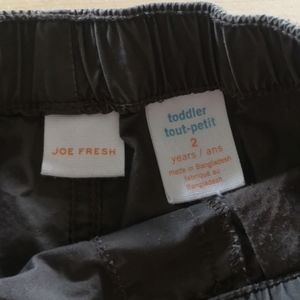 JOE FRESH
toddler
tout-petit
2
years / ans
made in Bangladesh
fabriqué au
Bangladesh